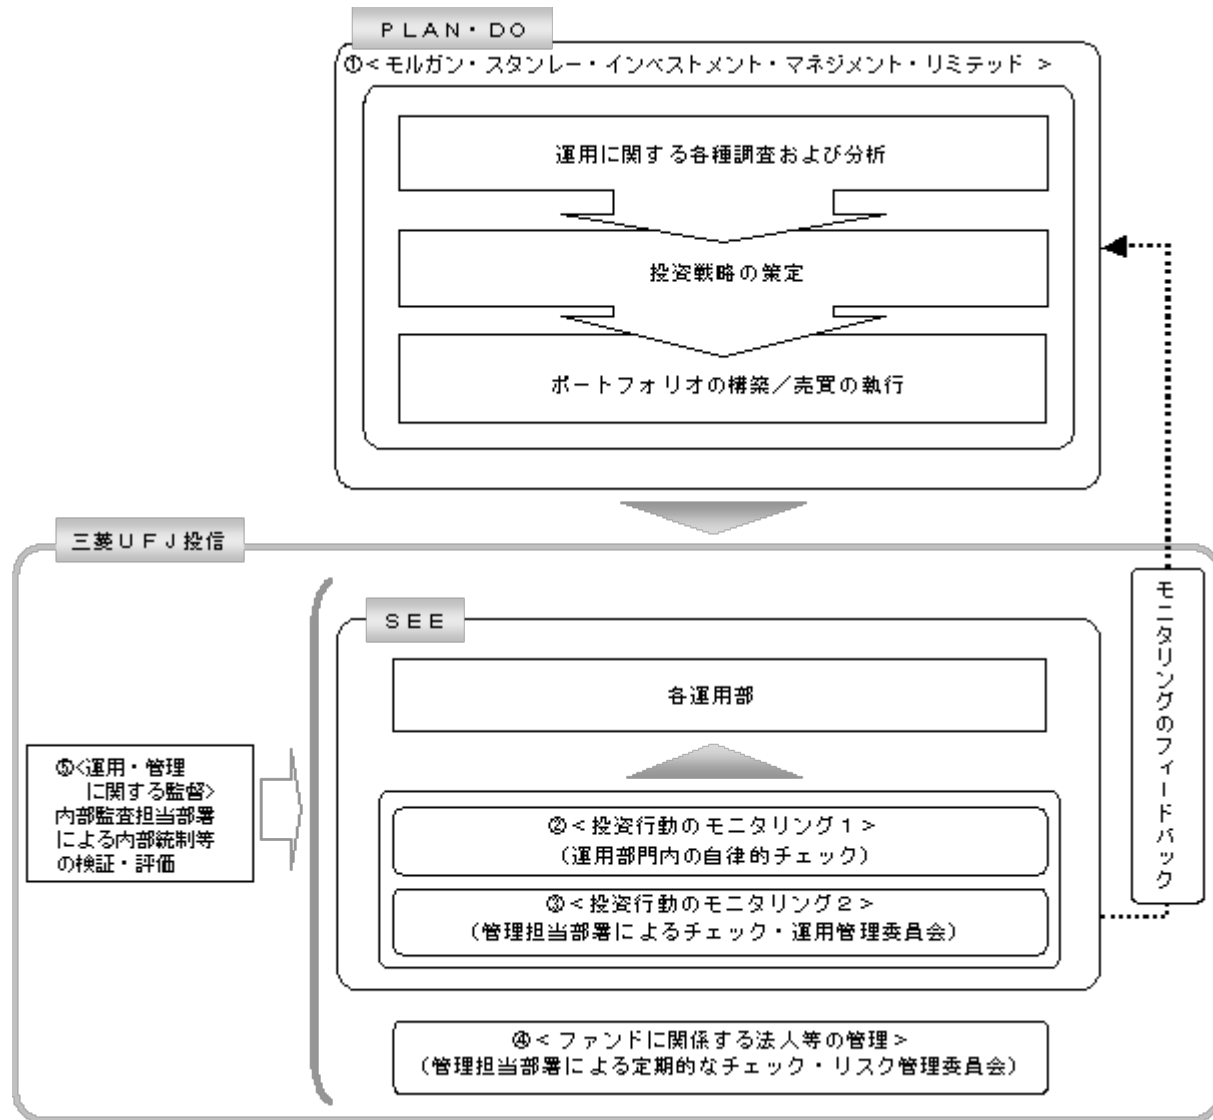 ＰＬＡＮ・ＤＯ
①＜モルガン・スタンレー・インベストメント・マネジメント・リミテッド ＞
運用に関する各種調査および分析
投資戦略の策定
ポートフォリオの構築／売買の執行
三菱ＵＦＪ投信
ＳＥＥ
各運用部
⑤<運用・管理
に関する監督>
内部監査担当部署
による内部統制等
の検証・評価
②＜投資行動のモニタリング１＞
（運用部門内の自律的チェック）
③＜投資行動のモニタリング２＞
（管理担当部署によるチェック・運用管理委員会）
④＜ファンドに関係する法人等の管理＞
（管理担当部署による定期的なチェック・リスク管理委員会）
モニタリングのフィードバック